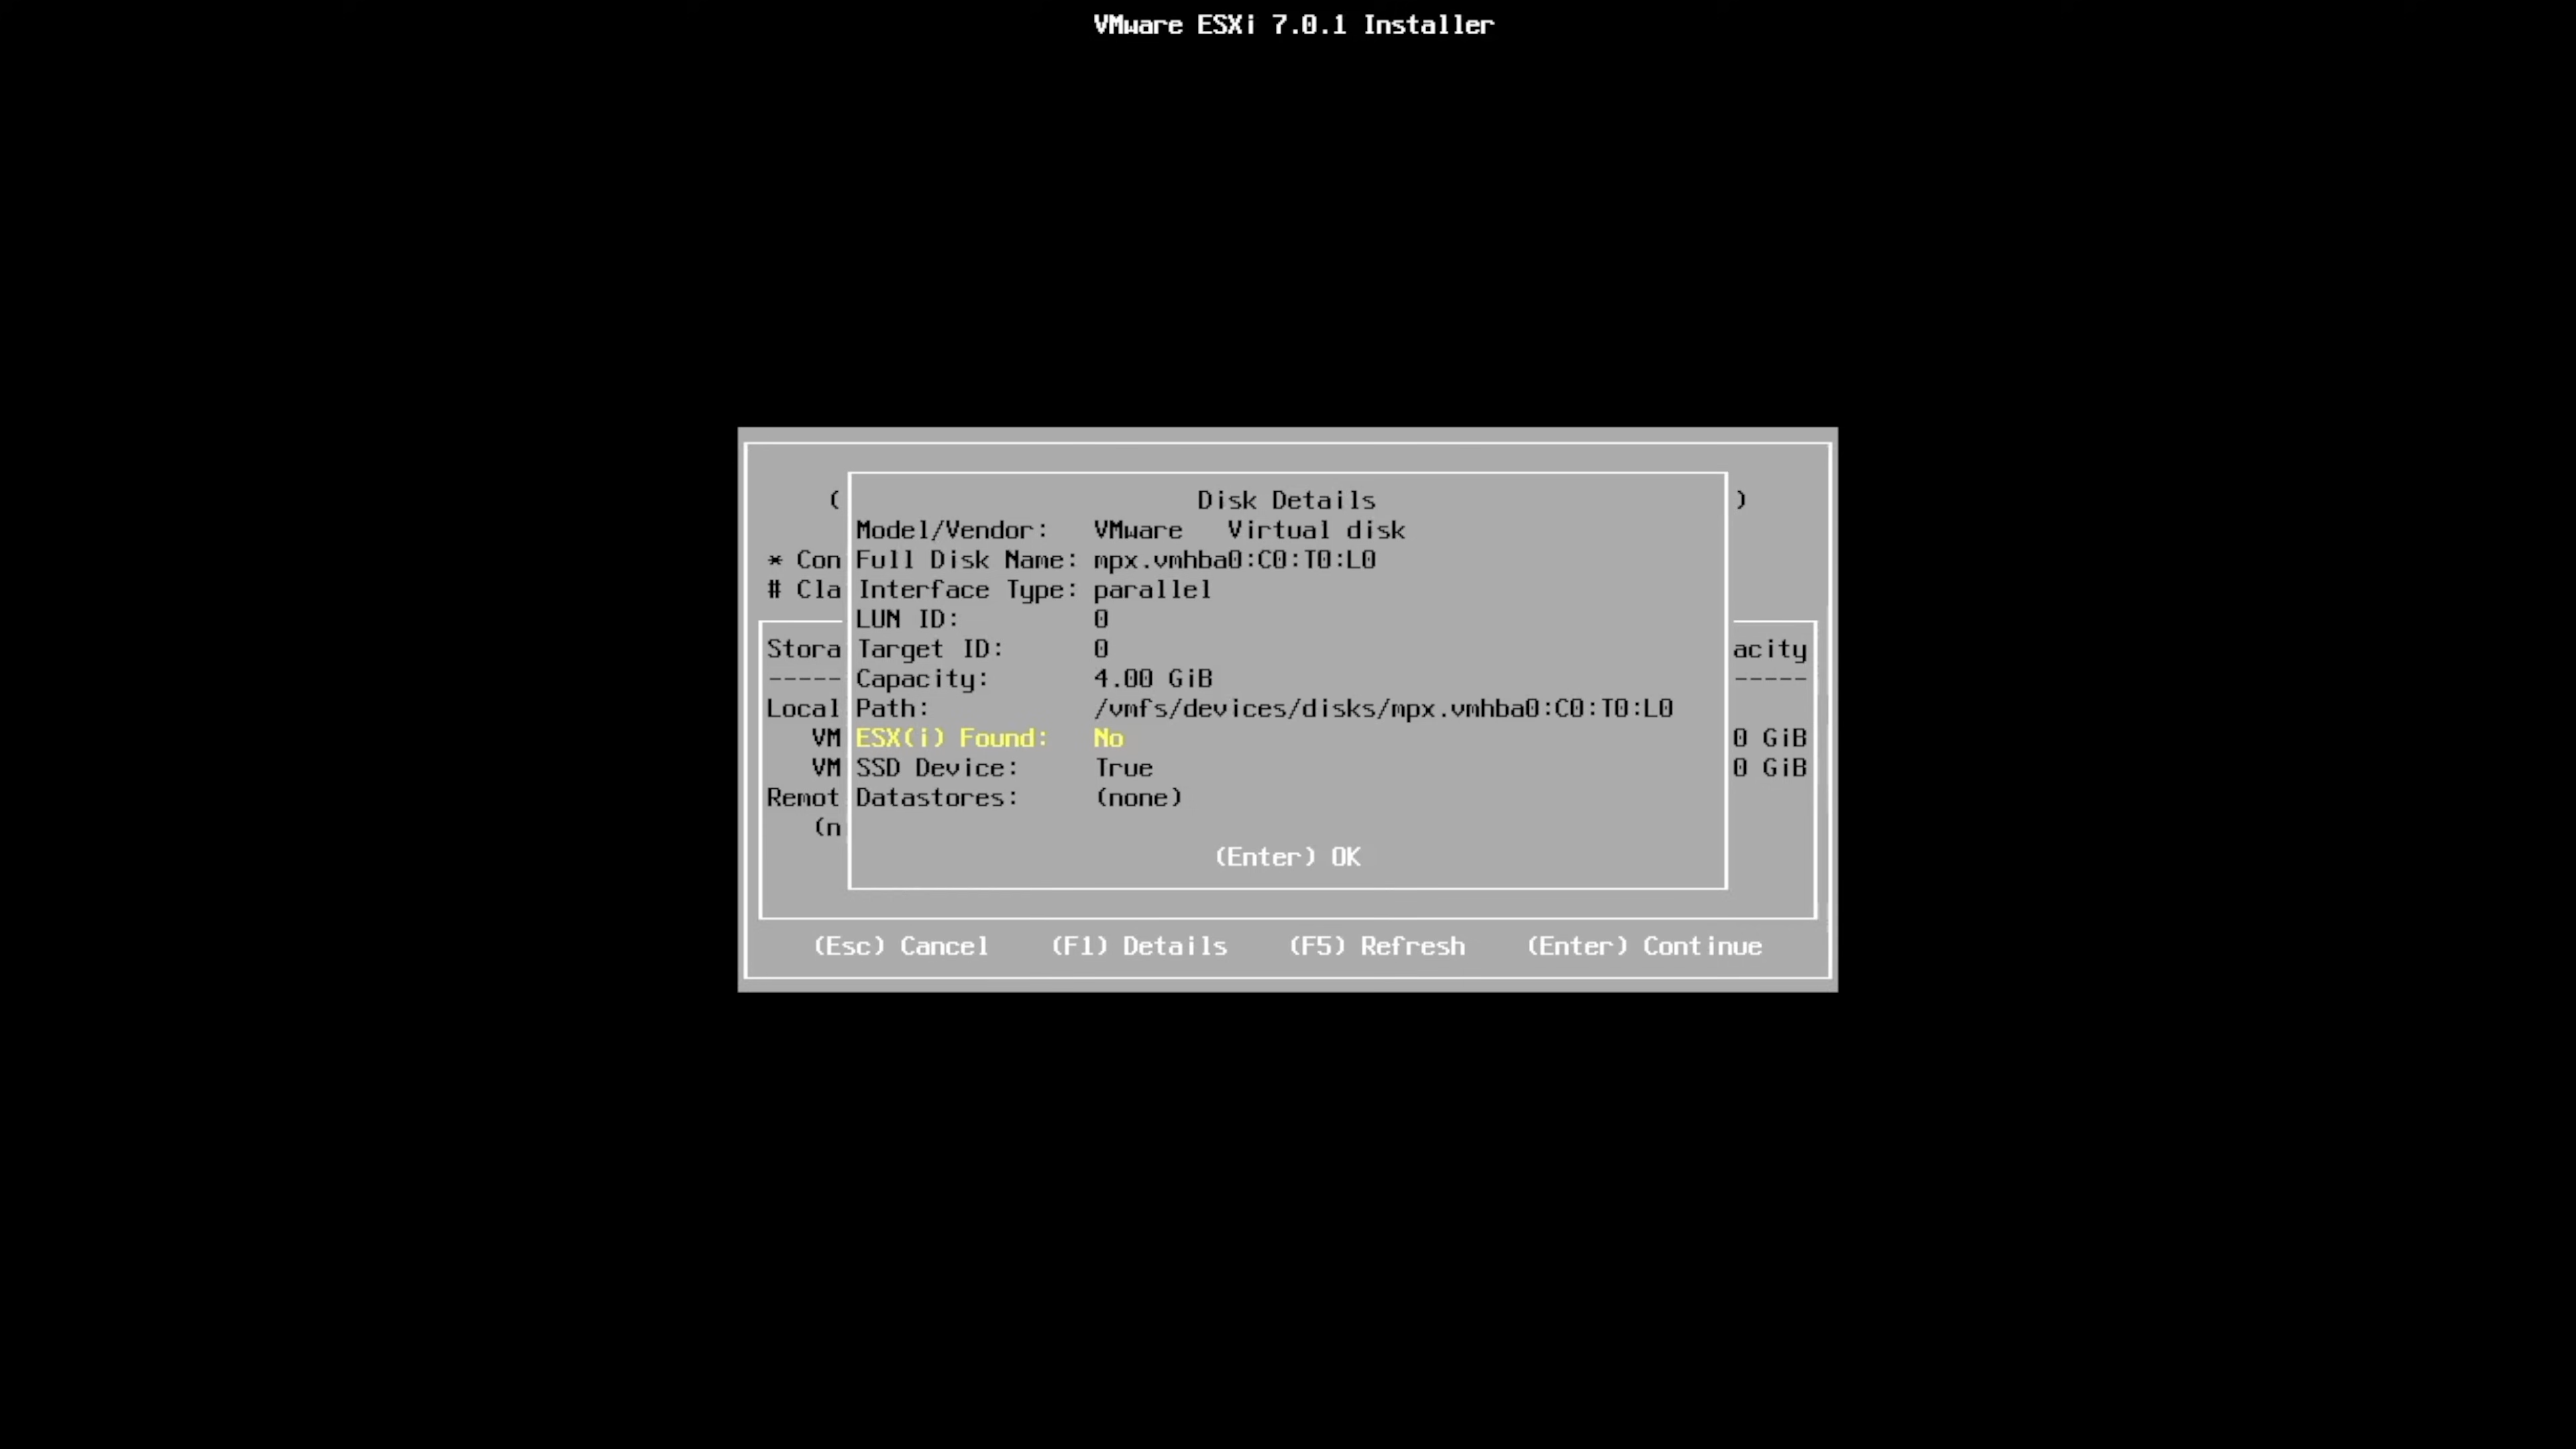 VMware ESXi 7.0.1 Installer
( Disk Details )
Model/Vendor: VMware Virtual disk
* Con Full Disk Name: mpx.vmhba0:C0:T0:L0
# Cla Interface Type: parallel
LUN ID: 0
Stora Target ID: 0 acity
----- Capacity: 4.00 GiB -----
Local Path: /vmfs/devices/disks/mpx.vmhba0:C0:T0:L0
VM ESX(i) Found: No 0 GiB
VM SSD Device: True 0 GiB
Remot Datastores: (none)
(n
(Enter) OK
(Esc) Cancel (F1) Details (F5) Refresh (Enter) Continue